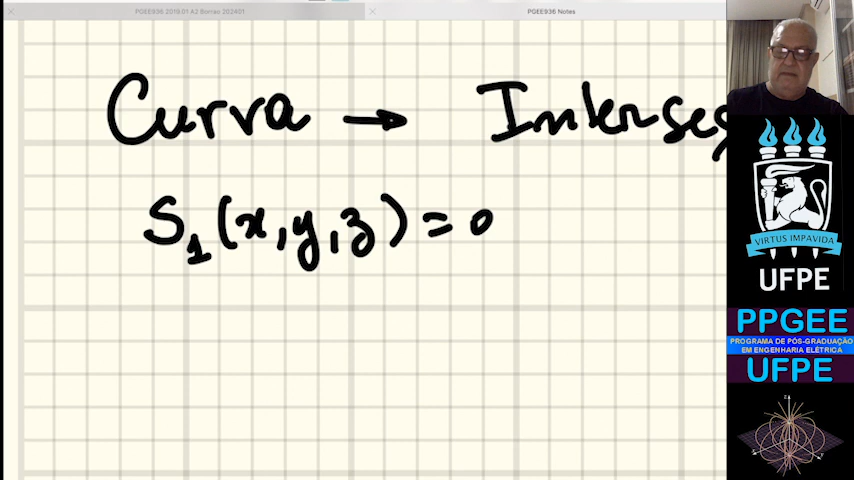 PGEE936 2019.01 A2 Borrao 202401
PGEE936 Notes
Curva → Interseç
S₁(x,y,z)=0
VIRTUS IMPAVIDA
UFPE
PPGEE
PROGRAMA DE PÓS-GRADUAÇÃO
EM ENGENHARIA ELÉTRICA
UFPE